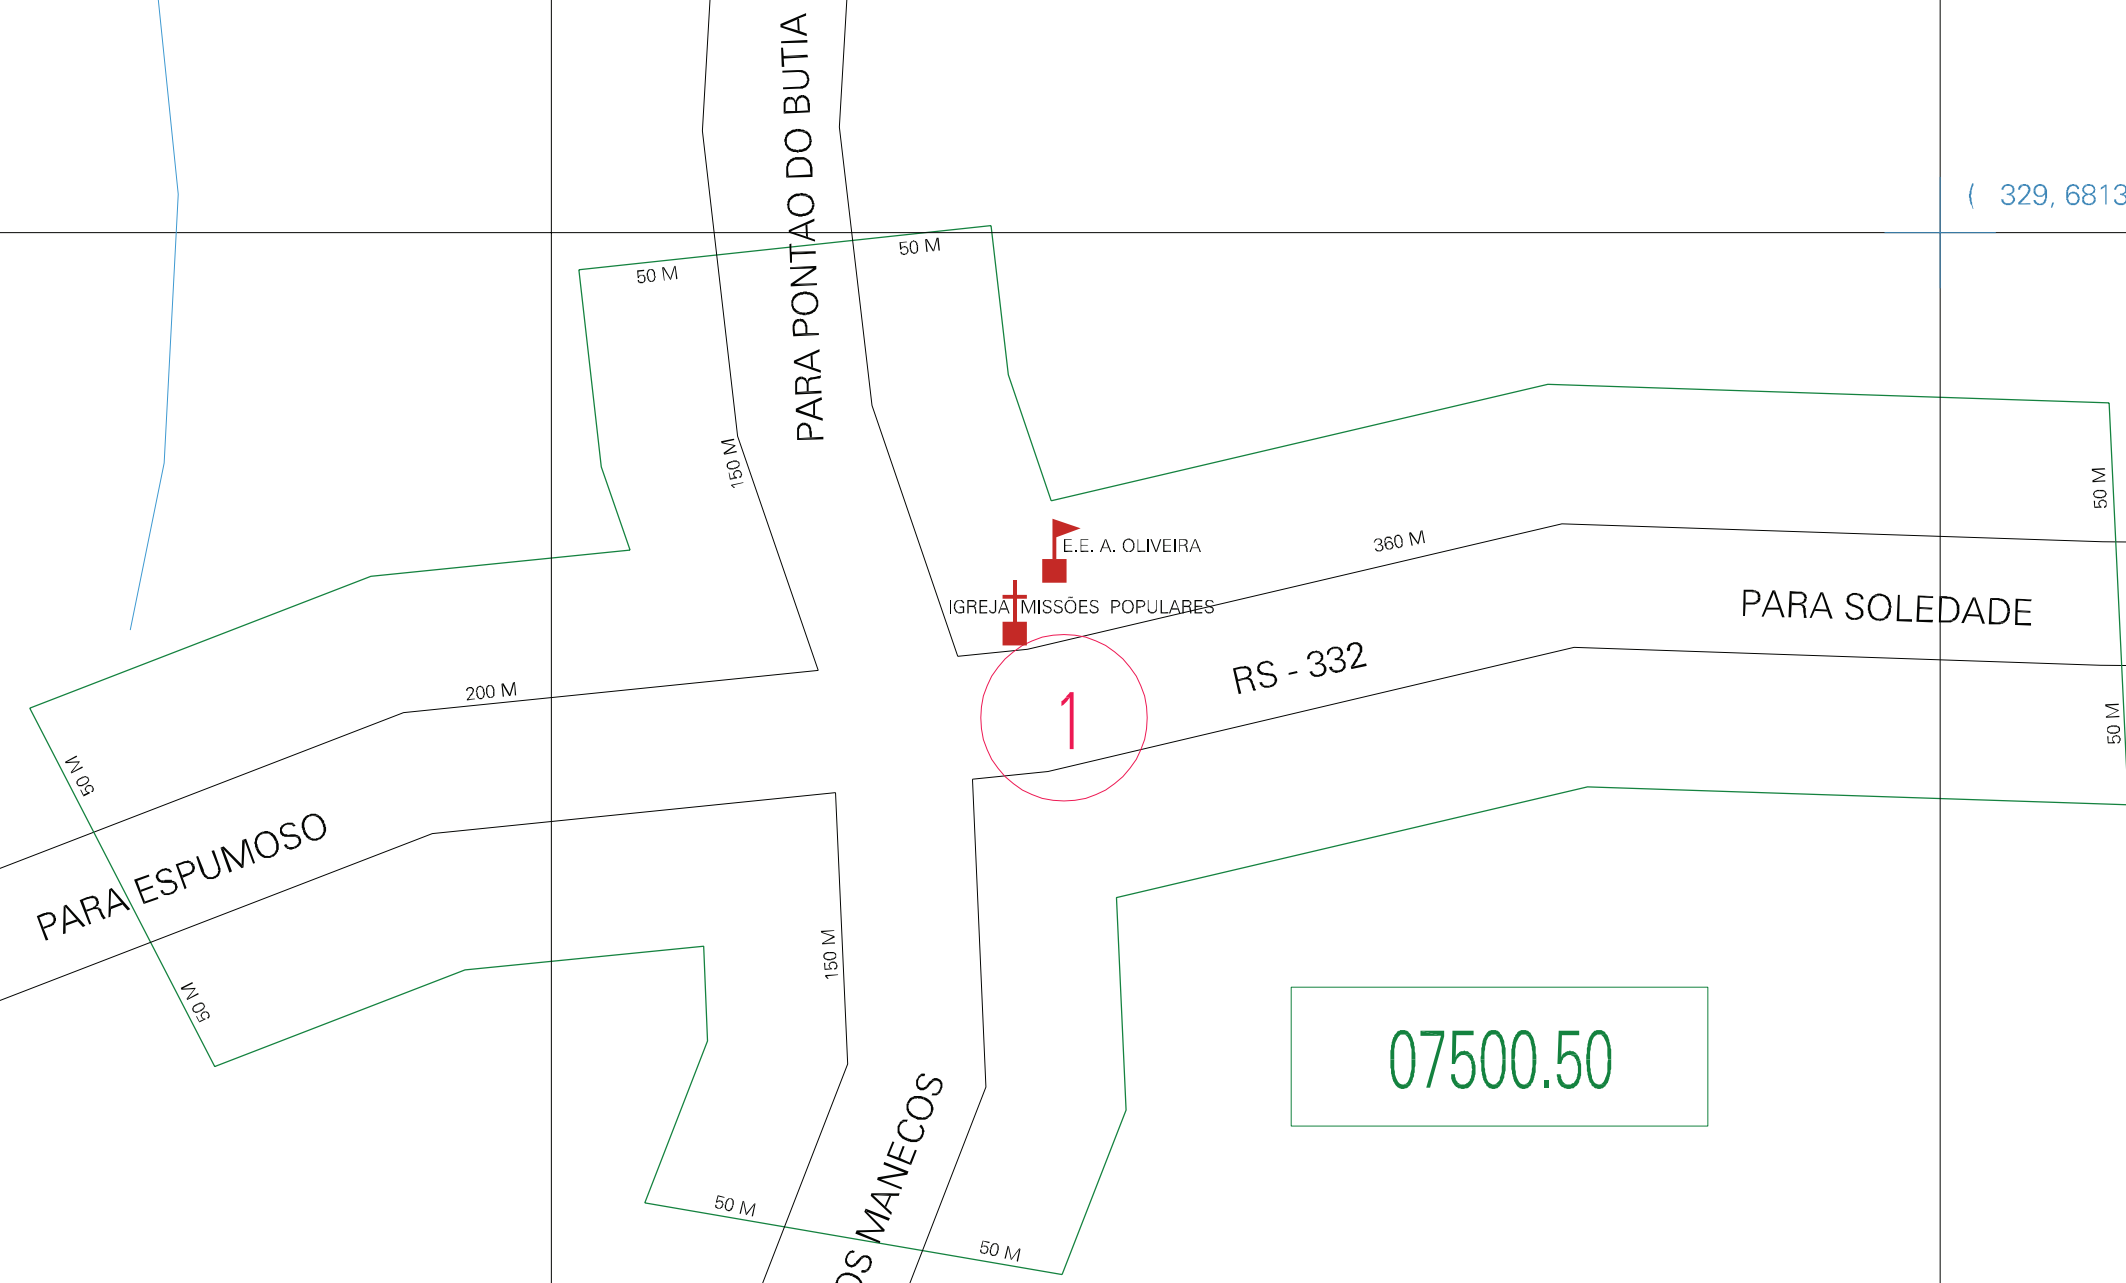 PARA PONTAO DO BUTIA
( 329, 6813
50 M
50 M
150 M
50 M
E.E. A. OLIVEIRA
360 M
IGREJA MISSÕES POPULARES
PARA SOLEDADE
RS - 332
200 M
1
50 M
50 M
PARA ESPUMOSO
150 M
50 M
07500.50
OS MANECOS
50 M
50 M